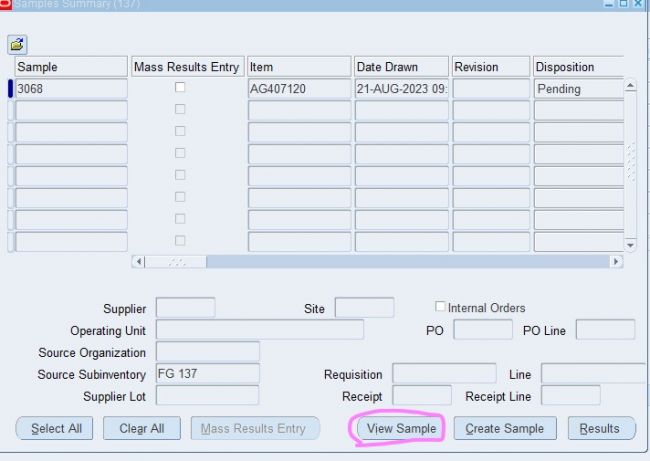 Samples Summary (137)
Sample Mass Results Entry Item Date Drawn Revision Disposition
3068 AG407120 21-AUG-2023 09: Pending
Supplier Site Internal Orders
Operating Unit PO PO Line
Source Organization
Source Subinventory FG 137 Requisition Line
Supplier Lot Receipt Receipt Line
Select All Clear All Mass Results Entry View Sample Create Sample Results